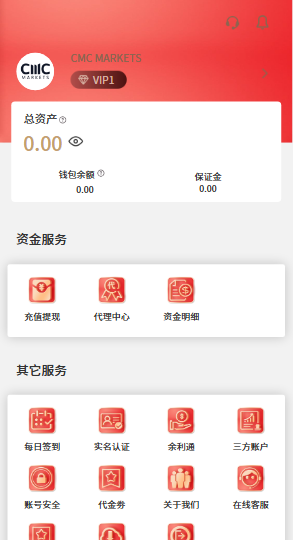 CMC MARKETS
CMC
MARKETS
VIP1
总资产
0.00
钱包余额
保证金
0.00
0.00
资金服务
充值提现 代理中心 资金明细
其它服务
每日签到 实名认证 余利通 三方账户
账号安全 代金券 关于我们 在线客服